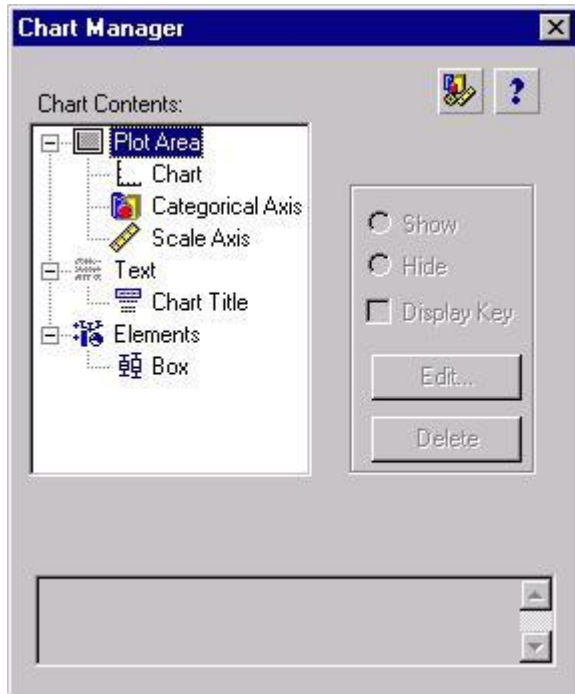 Chart Manager
Chart Contents:
Plot Area
Chart
Categorical Axis
Scale Axis
Text
Chart Title
Elements
Box
Show
Hide
Display Key
Edit...
Delete